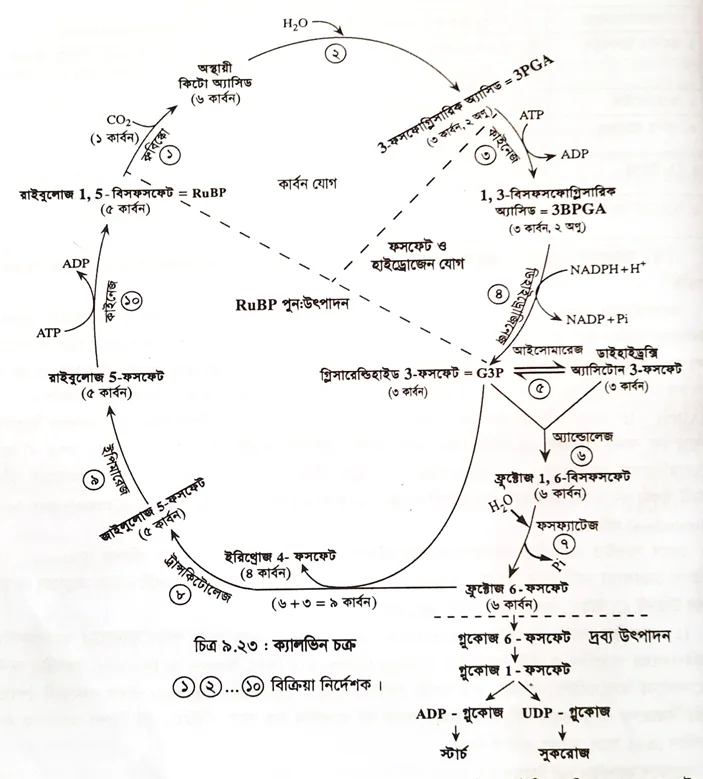 H₂O
②
অস্থায়ী
কিটো অ্যাসিড
(৬ কার্বন)
3-ফসফোগ্লিসারিক অ্যাসিড = 3PGA
(৩ কার্বন, ২ অণু)
CO₂
(১ কার্বন)
রুবিস্কো
①
ATP
কাইনেজ
③
ADP
কার্বন যোগ
রাইবুলোজ 1, 5-বিসফসফেট = RuBP
(৫ কার্বন)
1, 3-বিসফসফোগ্লিসারিক
অ্যাসিড = 3BPGA
(৩ কার্বন, ২ অণু)
ফসফেট ও
হাইড্রোজেন যোগ
ADP
কাইনেজ
⑩
ATP
NADPH+H⁺
④
ডিহাইড্রোজিনেজ
NADP+Pi
RuBP পুন:উৎপাদন
আইসোমারেজ
⑤
গ্লিসারেল্ডিহাইড 3-ফসফেট = G3P
(৩ কার্বন)
ডাইহাইড্রক্সি
অ্যাসিটোন 3-ফসফেট
(৩ কার্বন)
রাইবুলোজ 5-ফসফেট
(৫ কার্বন)
অ্যাল্ডোলেজ
⑥
ফ্রুক্টোজ 1, 6-বিসফসফেট
(৬ কার্বন)
⑨
ইপিমারেজ
H₂O
ফসফ্যাটেজ
⑦
Pi
জাইলুলোজ 5-ফসফেট
(৫ কার্বন)
ইরিথ্রোজ 4- ফসফেট
(৪ কার্বন)
ট্রান্সকিটোলেজ
⑧
(৬+৩ = ৯ কার্বন)
ফ্রুক্টোজ 6-ফসফেট
(৬ কার্বন)
চিত্র ৯.২৩ : ক্যালভিন চক্র
গ্লুকোজ 6 - ফসফেট দ্রব্য উৎপাদন
① ② ...⑩ বিক্রিয়া নির্দেশক ।
গ্লুকোজ 1 - ফসফেট
ADP - গ্লুকোজ UDP - গ্লুকোজ
স্টার্চ সুকরোজ